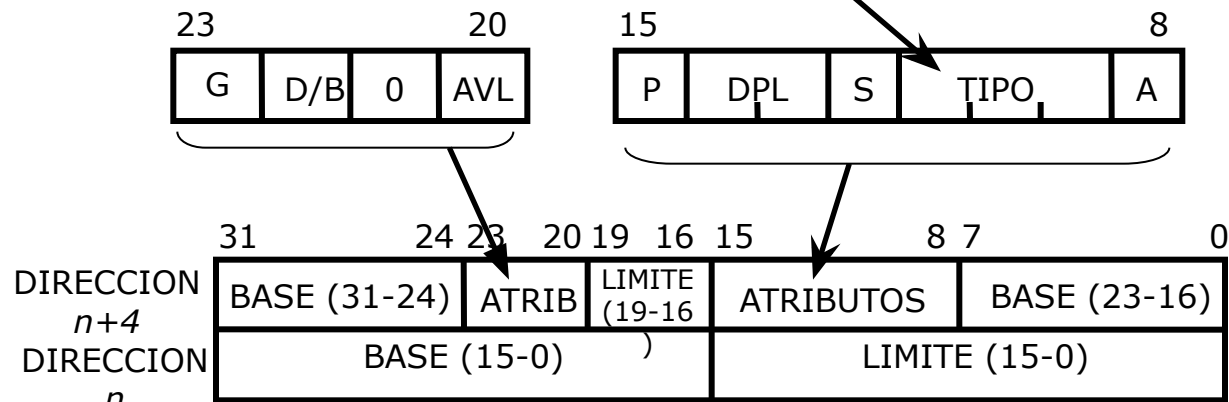 23 20 15 8
G D/B 0 AVL P DPL S TIPO A
31 24 23 20 19 16 15 8 7 0
DIRECCION
n+4
BASE (31-24) ATRIB LIMITE
(19-16
)
ATRIBUTOS BASE (23-16)
DIRECCION
n
BASE (15-0) LIMITE (15-0)